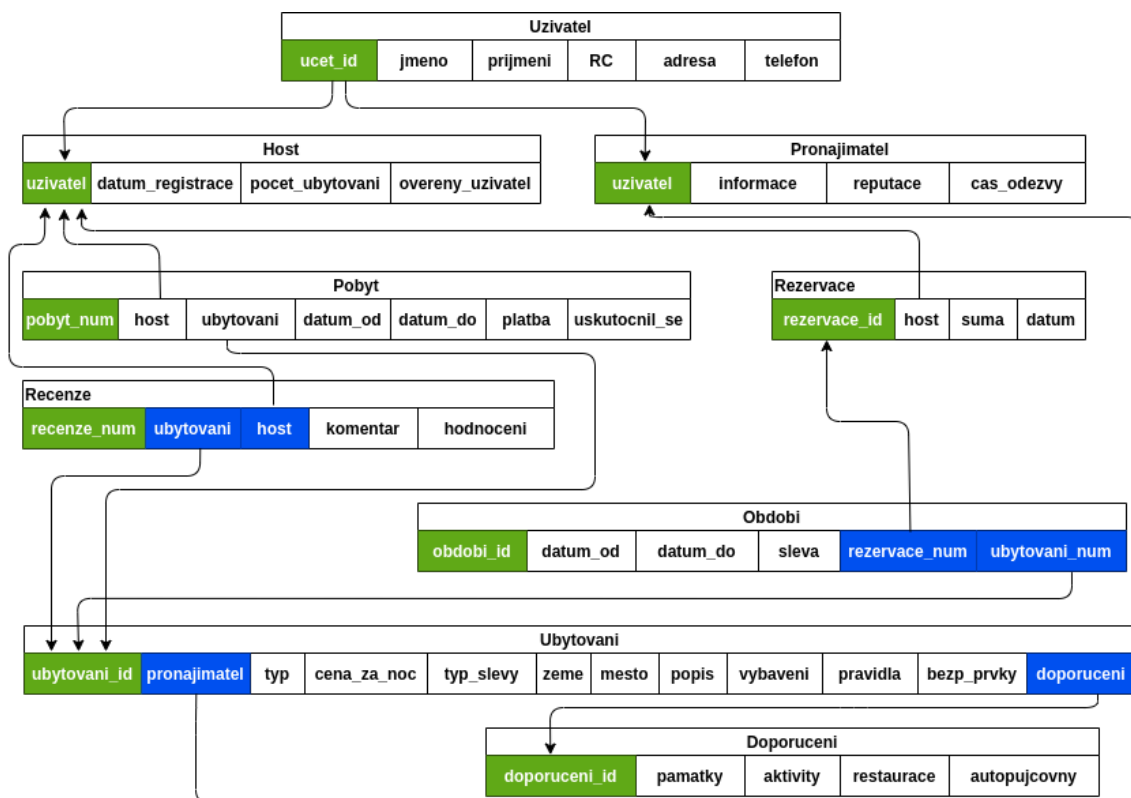 Uzivatel
ucet_id jmeno prijmeni RC adresa telefon
Host
uzivatel datum_registrace pocet_ubytovani overeny_uzivatel
Pronajimatel
uzivatel informace reputace cas_odezvy
Pobyt
pobyt_num host ubytovani datum_od datum_do platba uskutocnil_se
Rezervace
rezervace_id host suma datum
Recenze
recenze_num ubytovani host komentar hodnoceni
Obdobi
obdobi_id datum_od datum_do sleva rezervace_num ubytovani_num
Ubytovani
ubytovani_id pronajimatel typ cena_za_noc typ_slevy zeme mesto popis vybaveni pravidla bezp_prvky doporuceni
Doporuceni
doporuceni_id pamatky aktivity restaurace autopujcovny